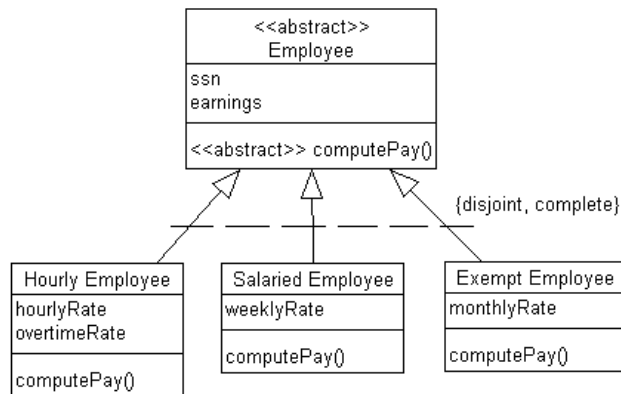 <<abstract>>
Employee
ssn
earnings
<<abstract>> computePay()
{disjoint, complete}
Hourly Employee
hourlyRate
overtimeRate
computePay()
Salaried Employee
weeklyRate
computePay()
Exempt Employee
monthlyRate
computePay()